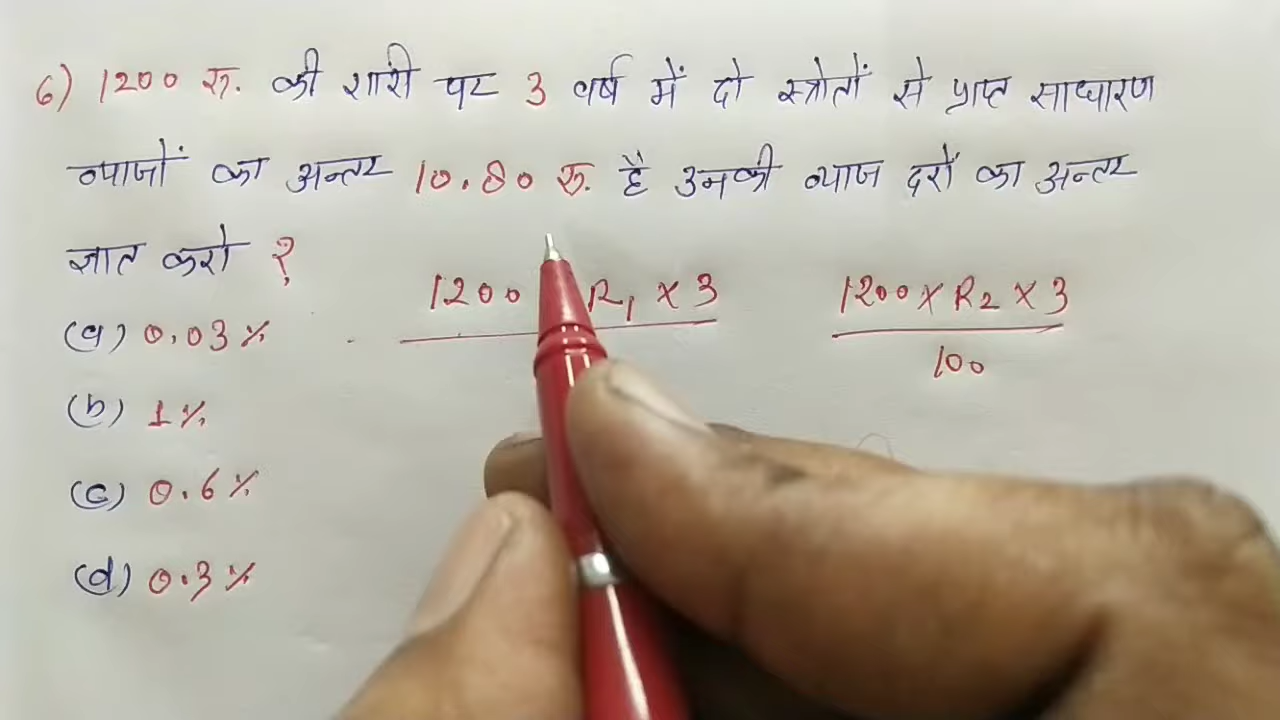 6) 1200 रु. की राशी पर 3 वर्ष में दो स्त्रोतों से प्राप्त साधारण
ब्याजों का अन्तर 10.80 रु. है उनकी ब्याज दरों का अन्तर
ज्ञात करो ?
1200 R₁ × 3
1200 × R₂ × 3
100
(a) 0.03%
(b) 1%
(c) 0.6%
(d) 0.3%